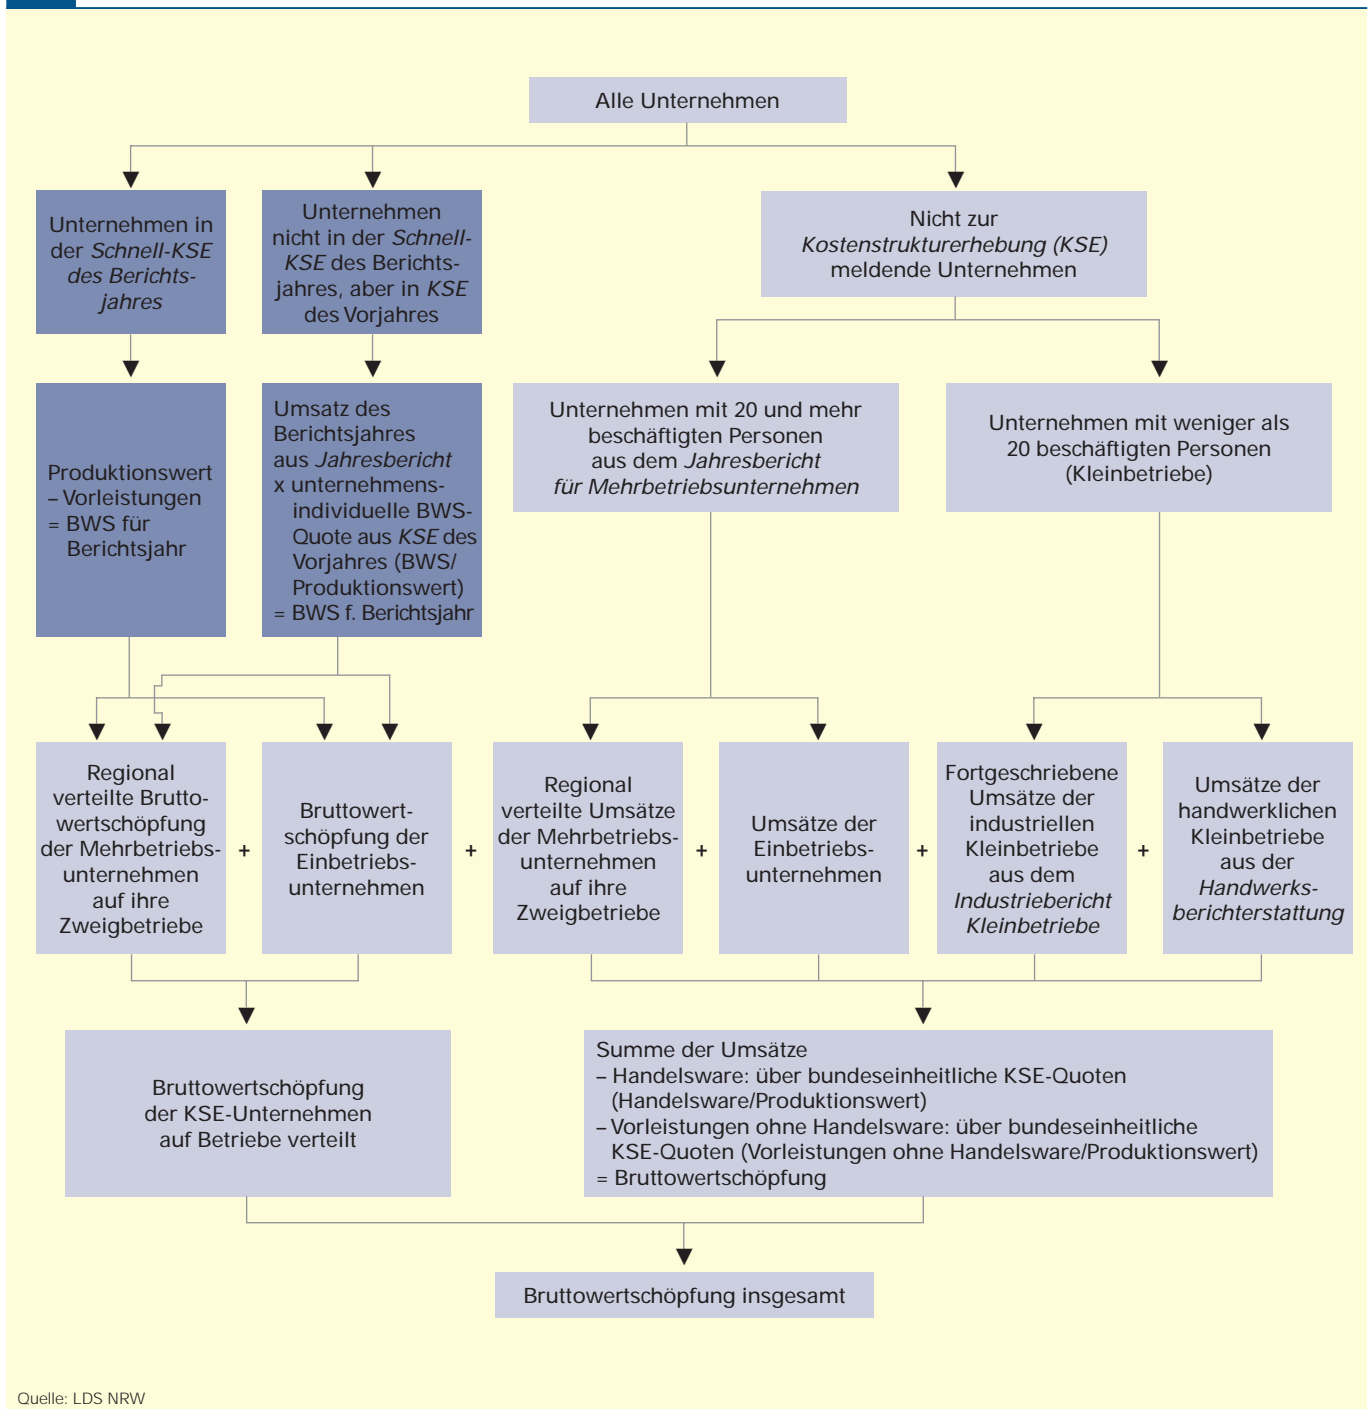 Alle Unternehmen
Unternehmen in
der Schnell-KSE
des Berichts-
jahres
Unternehmen
nicht in der Schnell-
KSE des Berichts-
jahres, aber in KSE
des Vorjahres
Nicht zur
Kostenstrukturerhebung (KSE)
meldende Unternehmen
Produktionswert
– Vorleistungen
= BWS für
Berichtsjahr
Umsatz des
Berichtsjahres
aus Jahresbericht
x unternehmens-
individuelle BWS-
Quote aus KSE des
Vorjahres (BWS/
Produktionswert)
= BWS f. Berichtsjahr
Unternehmen mit 20 und mehr
beschäftigten Personen
aus dem Jahresbericht
für Mehrbetriebsunternehmen
Unternehmen mit weniger als
20 beschäftigten Personen
(Kleinbetriebe)
Regional
verteilte Brutto-
wertschöpfung
der Mehrbetriebs-
unternehmen
auf ihre
Zweigbetriebe
+
Bruttowert-
schöpfung der
Einbetriebs-
unternehmen
+
Regional
verteilte Umsätze
der Mehrbetriebs-
unternehmen
auf ihre
Zweigbetriebe
+
Umsätze der
Einbetriebs-
unternehmen
+
Fortgeschriebene
Umsätze der
industriellen
Kleinbetriebe
aus dem
Industriebericht
Kleinbetriebe
+
Umsätze der
handwerklichen
Kleinbetriebe
aus der
Handwerks-
berichterstattung
Bruttowertschöpfung
der KSE-Unternehmen
auf Betriebe verteilt
Summe der Umsätze
– Handelsware: über bundeseinheitliche KSE-Quoten
(Handelsware/Produktionswert)
– Vorleistungen ohne Handelsware: über bundeseinheitliche
KSE-Quoten (Vorleistungen ohne Handelsware/Produktionswert)
= Bruttowertschöpfung
Bruttowertschöpfung insgesamt
Quelle: LDS NRW